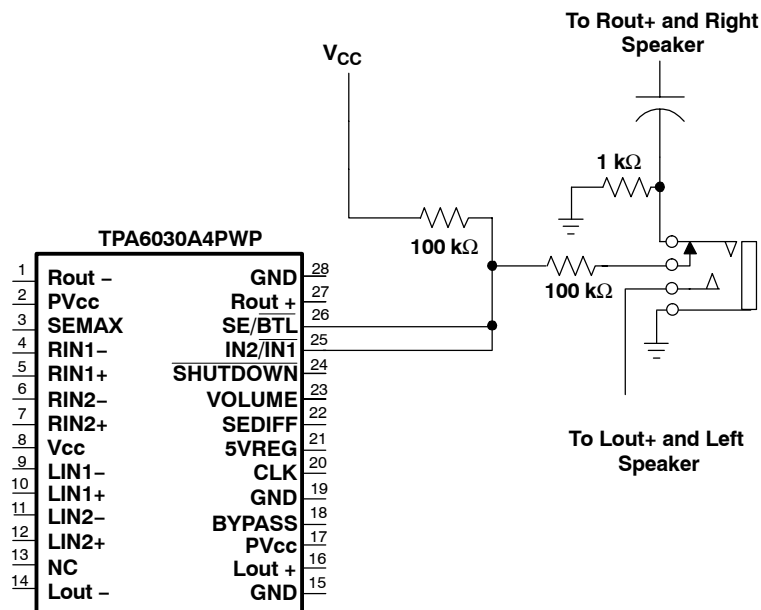 To Rout+ and Right
Speaker
VCC
1 kΩ
100 kΩ
100 kΩ
TPA6030A4PWP
1 Rout − GND 28
2 PVcc Rout + 27
3 SEMAX SE/BTL 26
4 RIN1− IN2/IN1 25
5 RIN1+ SHUTDOWN 24
6 RIN2− VOLUME 23
7 RIN2+ SEDIFF 22
8 Vcc 5VREG 21
9 LIN1− CLK 20
10 LIN1+ GND 19
11 LIN2− BYPASS 18
12 LIN2+ PVcc 17
13 NC Lout + 16
14 Lout − GND 15
To Lout+ and Left
Speaker